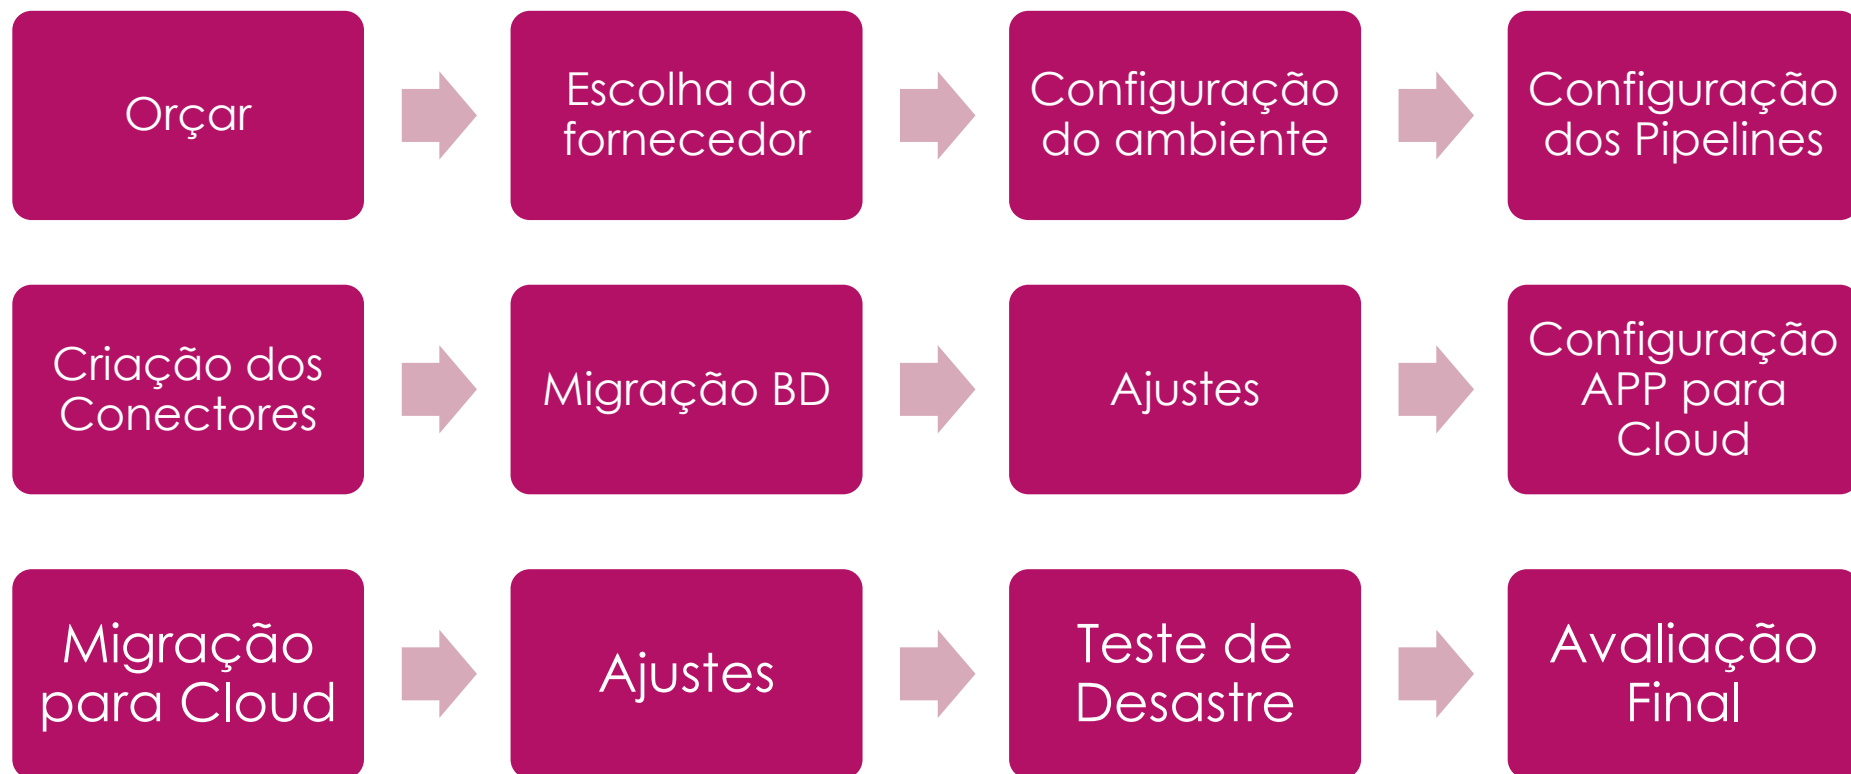 Orçar
Escolha do
fornecedor
Configuração
do ambiente
Configuração
dos Pipelines
Criação dos
Conectores
Migração BD
Ajustes
Configuração
APP para
Cloud
Migração
para Cloud
Ajustes
Teste de
Desastre
Avaliação
Final